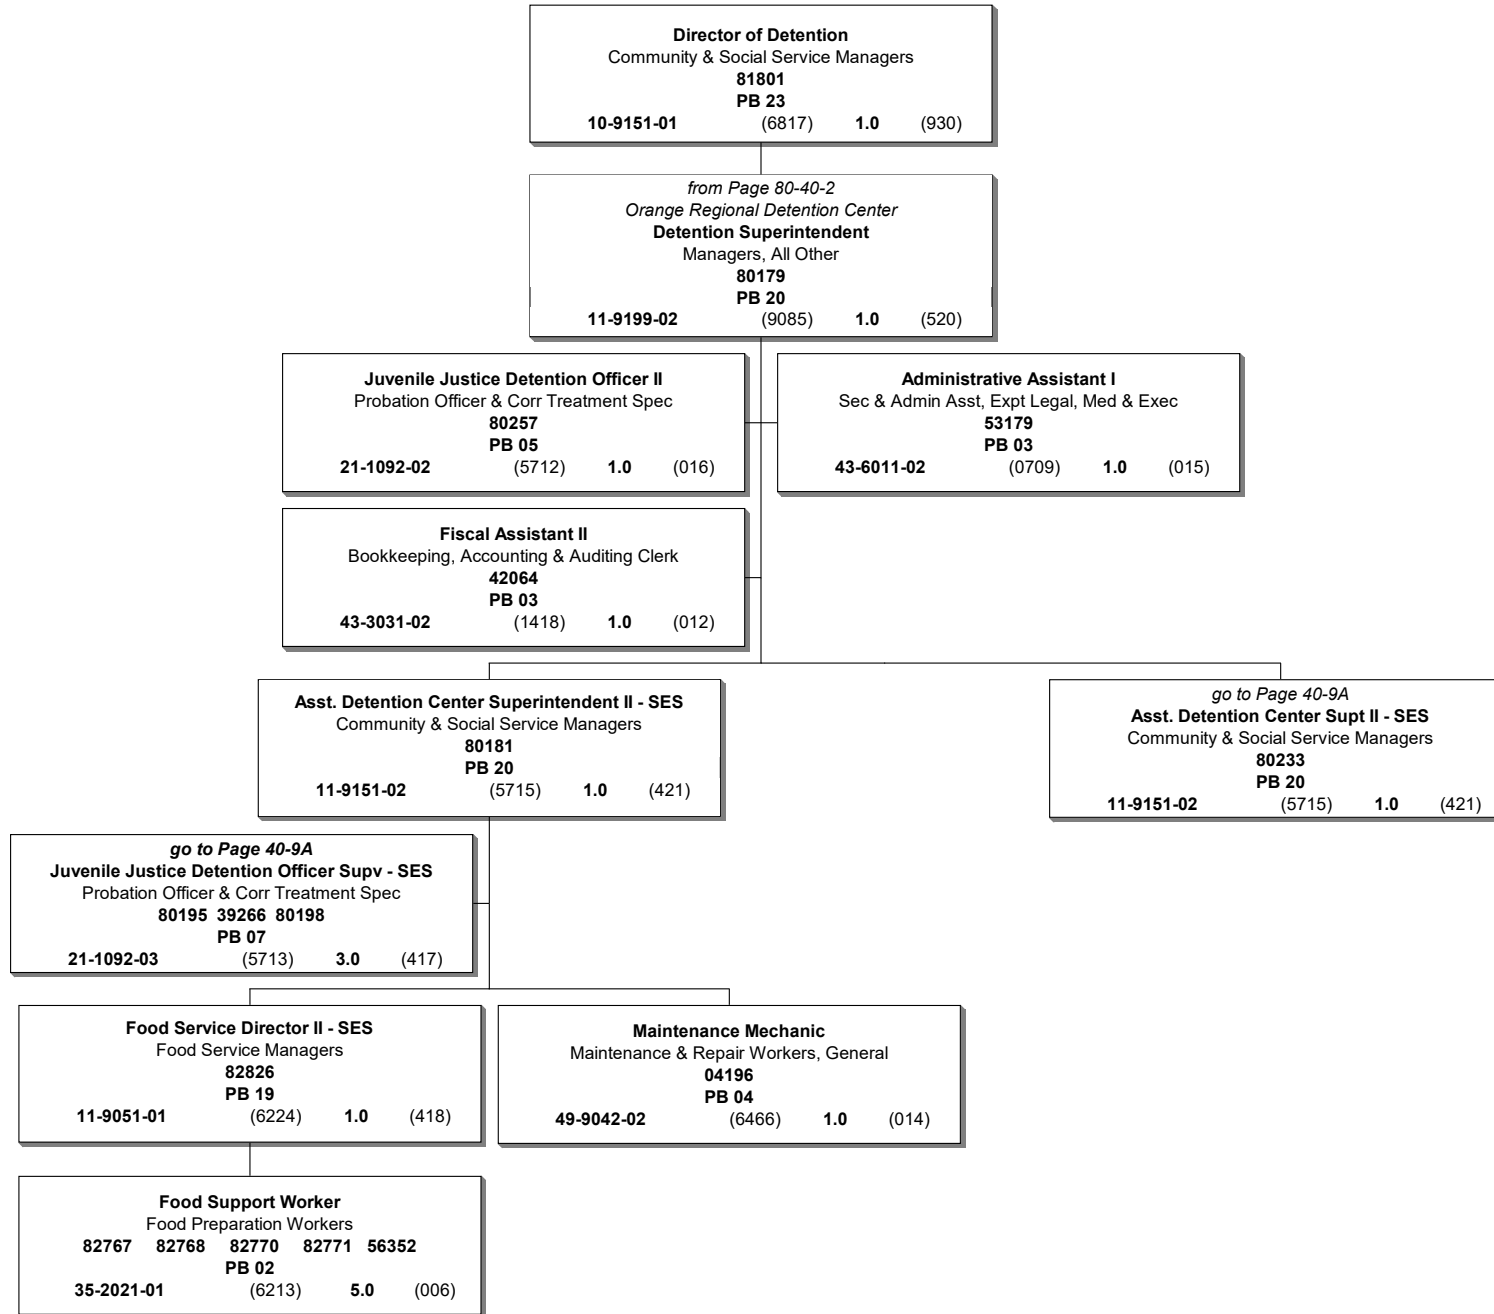 Director of Detention
Community & Social Service Managers
81801
PB 23
10-9151-01 (6817) 1.0 (930)
from Page 80-40-2
Orange Regional Detention Center
Detention Superintendent
Managers, All Other
80179
PB 20
11-9199-02 (9085) 1.0 (520)
Juvenile Justice Detention Officer II
Probation Officer & Corr Treatment Spec
80257
PB 05
21-1092-02 (5712) 1.0 (016)
Administrative Assistant I
Sec & Admin Asst, Expt Legal, Med & Exec
53179
PB 03
43-6011-02 (0709) 1.0 (015)
Fiscal Assistant II
Bookkeeping, Accounting & Auditing Clerk
42064
PB 03
43-3031-02 (1418) 1.0 (012)
Asst. Detention Center Superintendent II - SES
Community & Social Service Managers
80181
PB 20
11-9151-02 (5715) 1.0 (421)
go to Page 40-9A
Asst. Detention Center Supt II - SES
Community & Social Service Managers
80233
PB 20
11-9151-02 (5715) 1.0 (421)
go to Page 40-9A
Juvenile Justice Detention Officer Supv - SES
Probation Officer & Corr Treatment Spec
80195 39266 80198
PB 07
21-1092-03 (5713) 3.0 (417)
Food Service Director II - SES
Food Service Managers
82826
PB 19
11-9051-01 (6224) 1.0 (418)
Maintenance Mechanic
Maintenance & Repair Workers, General
04196
PB 04
49-9042-02 (6466) 1.0 (014)
Food Support Worker
Food Preparation Workers
82767 82768 82770 82771 56352
PB 02
35-2021-01 (6213) 5.0 (006)